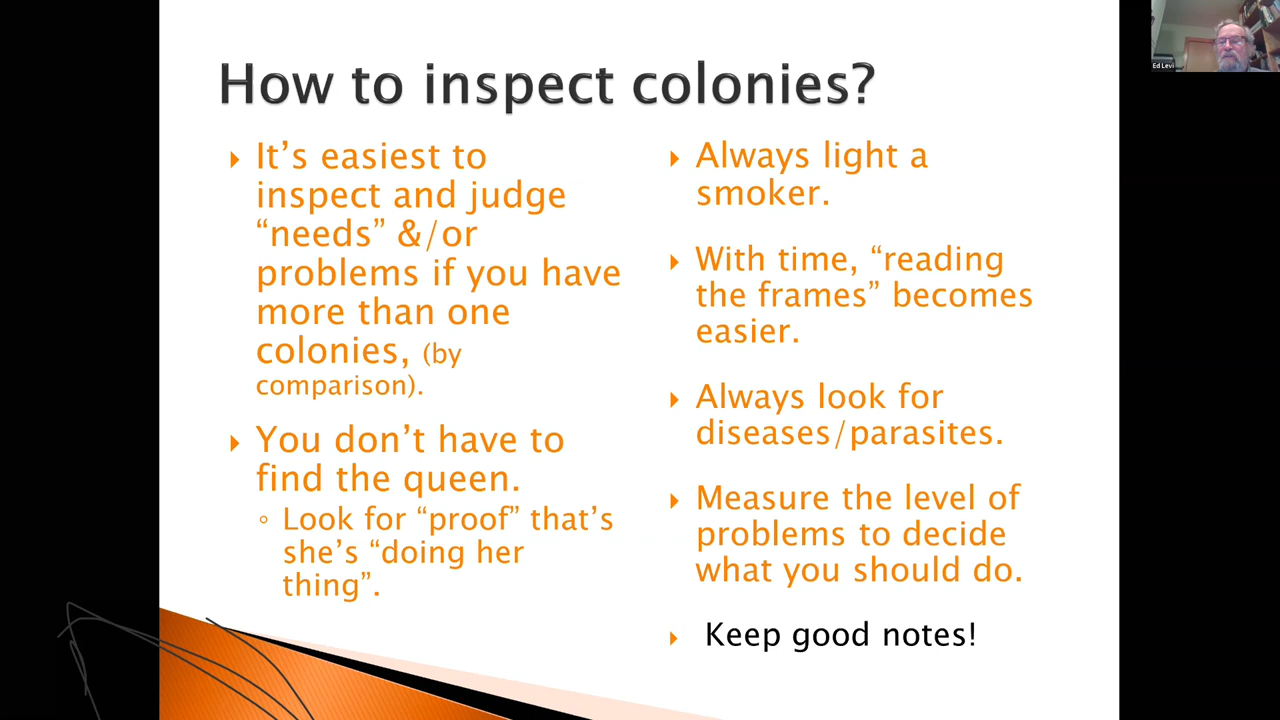 How to inspect colonies?
It’s easiest to
inspect and judge
“needs” &/or
problems if you have
more than one
colonies, (by
comparison).
You don’t have to
find the queen.
Look for “proof” that’s
she’s “doing her
thing”.
Always light a
smoker.
With time, “reading
the frames” becomes
easier.
Always look for
diseases/parasites.
Measure the level of
problems to decide
what you should do.
Keep good notes!
Ed Levi